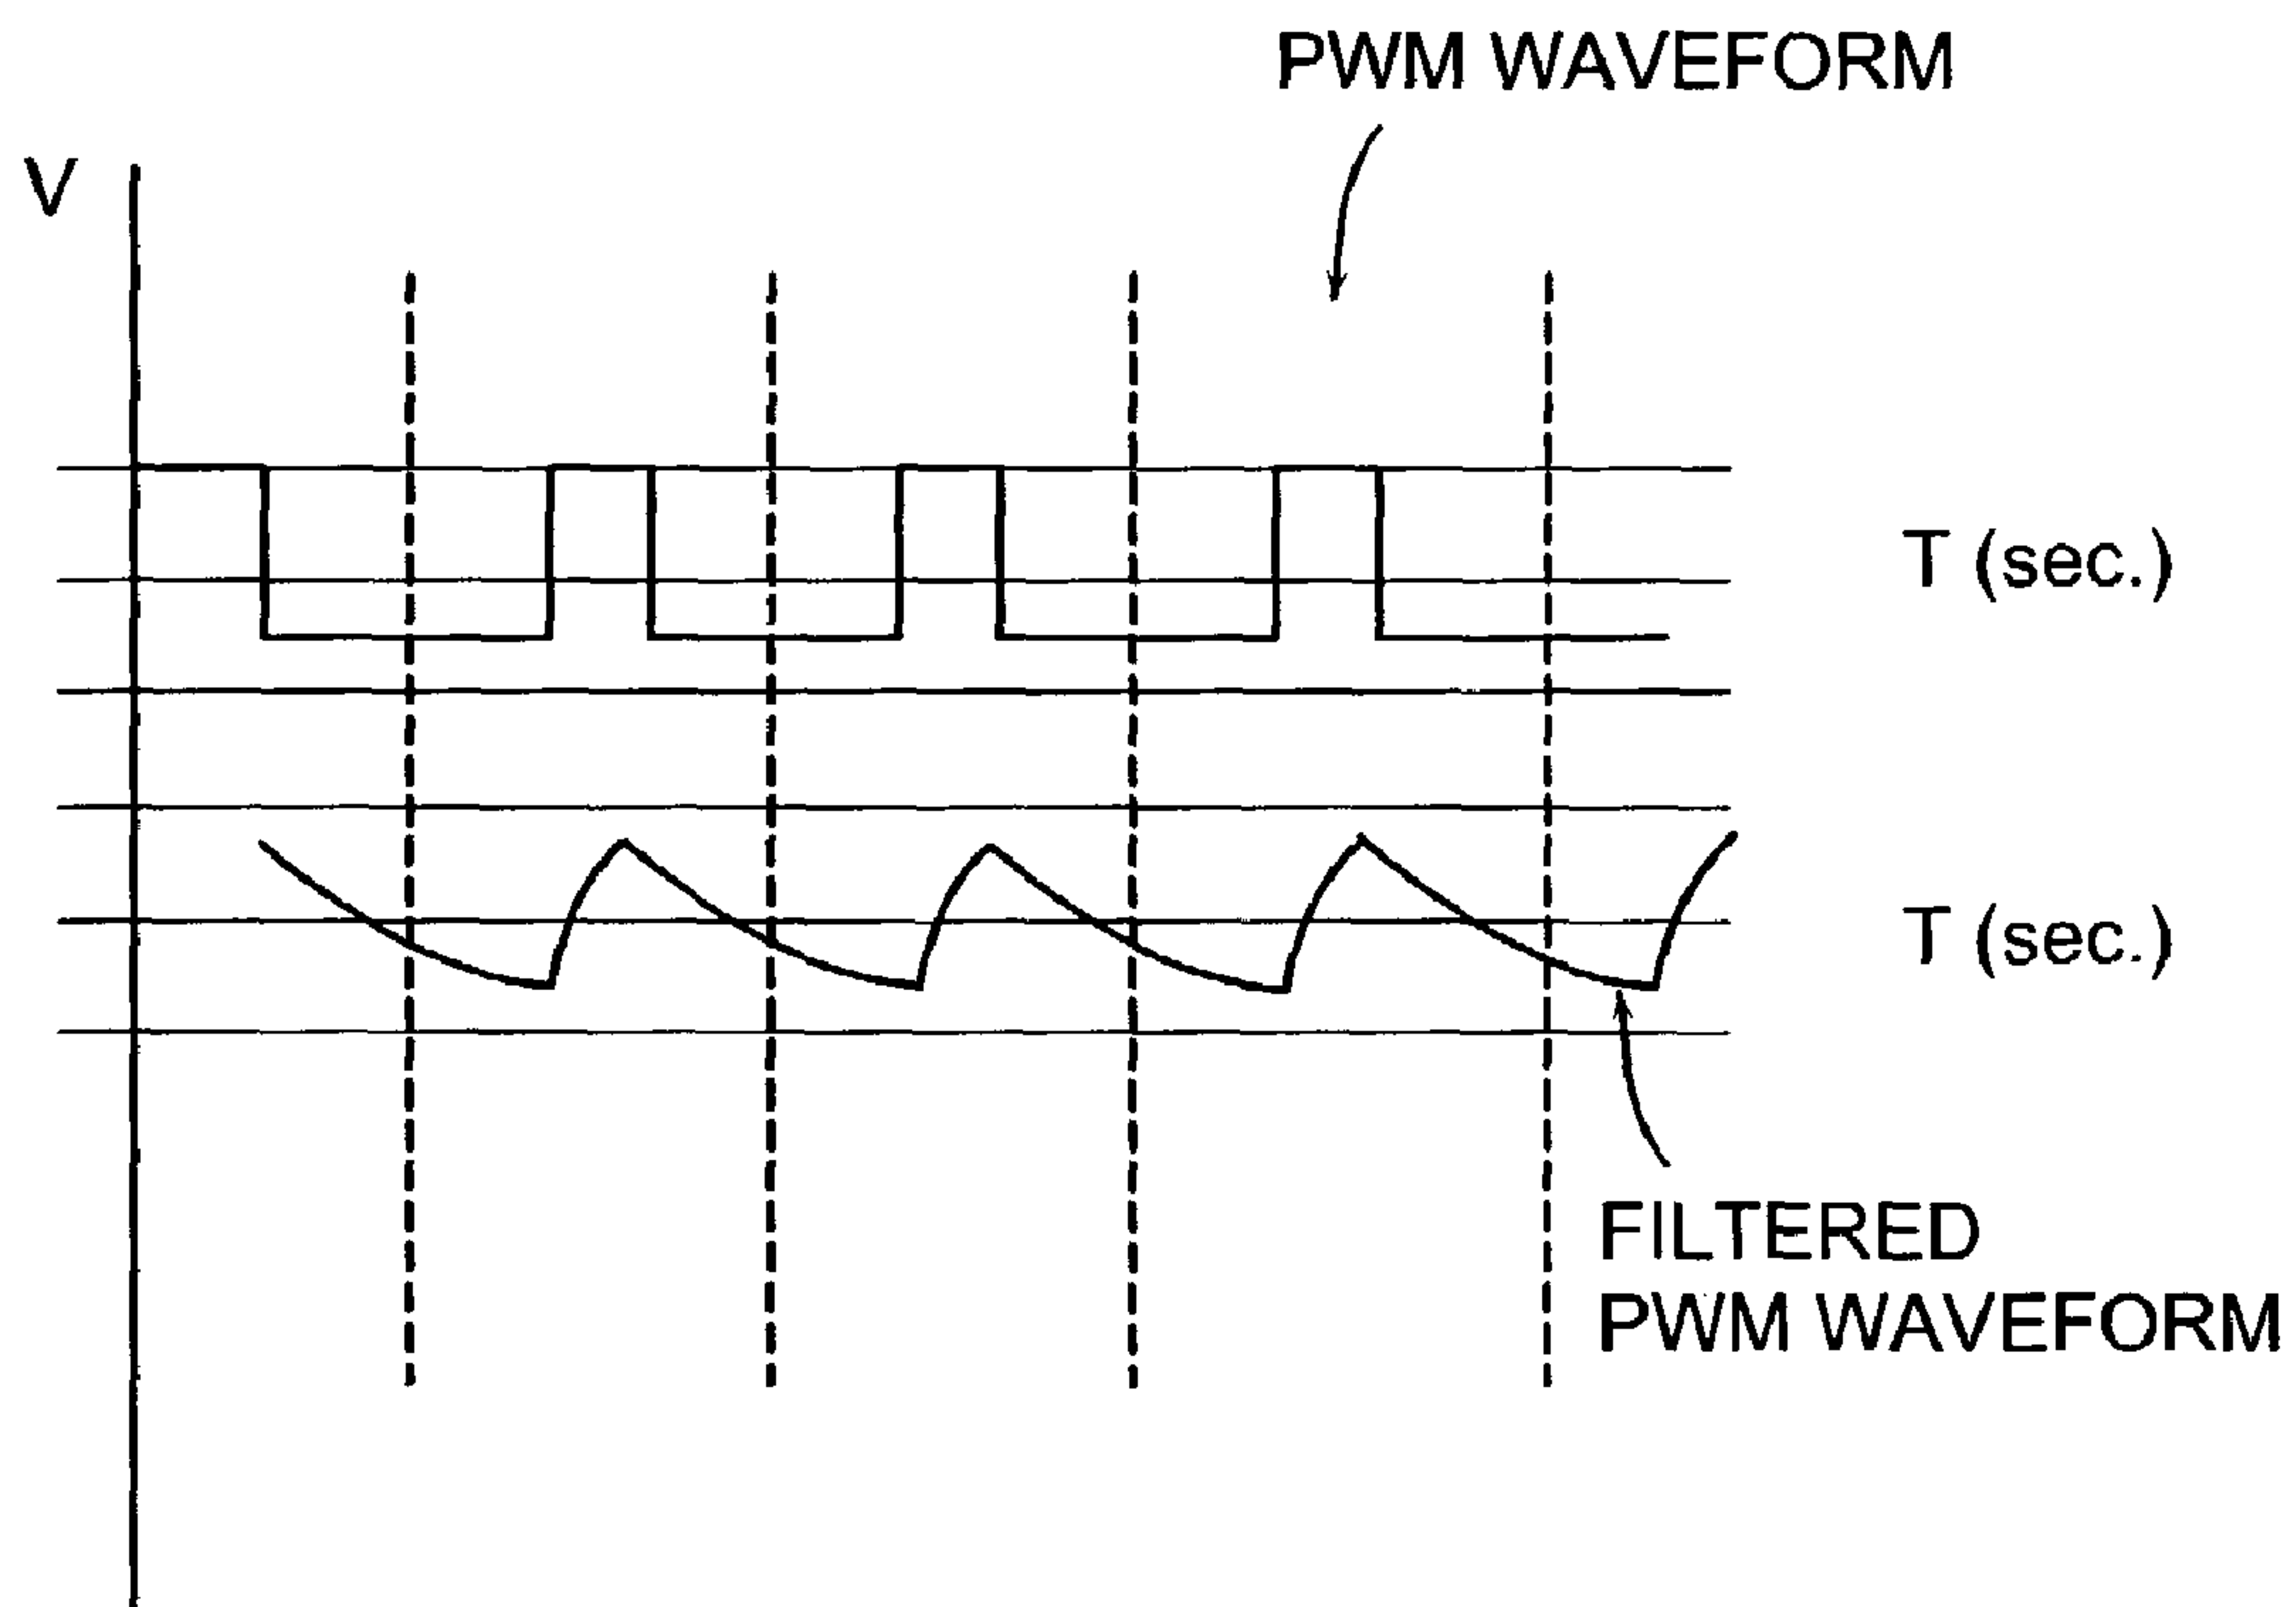 PWM WAVEFORM
V
T (sec.)
T (sec.)
FILTERED
PWM WAVEFORM